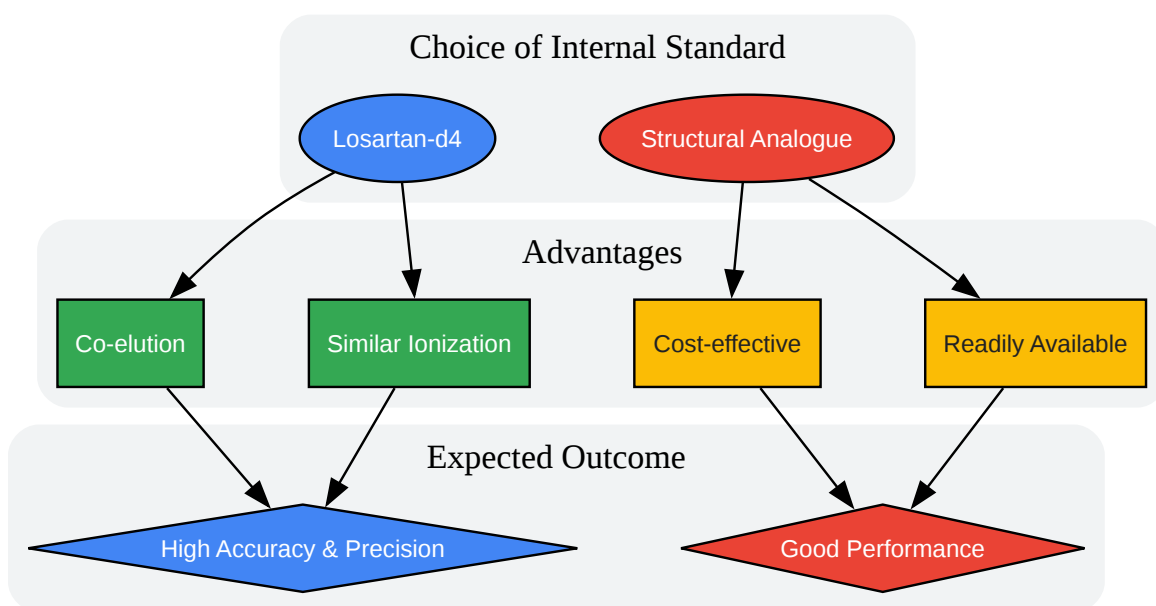 Choice of Internal Standard
Losartan-d4
Structural Analogue
Advantages
Co-elution
Similar Ionization
Cost-effective
Readily Available
Expected Outcome
High Accuracy & Precision
Good Performance